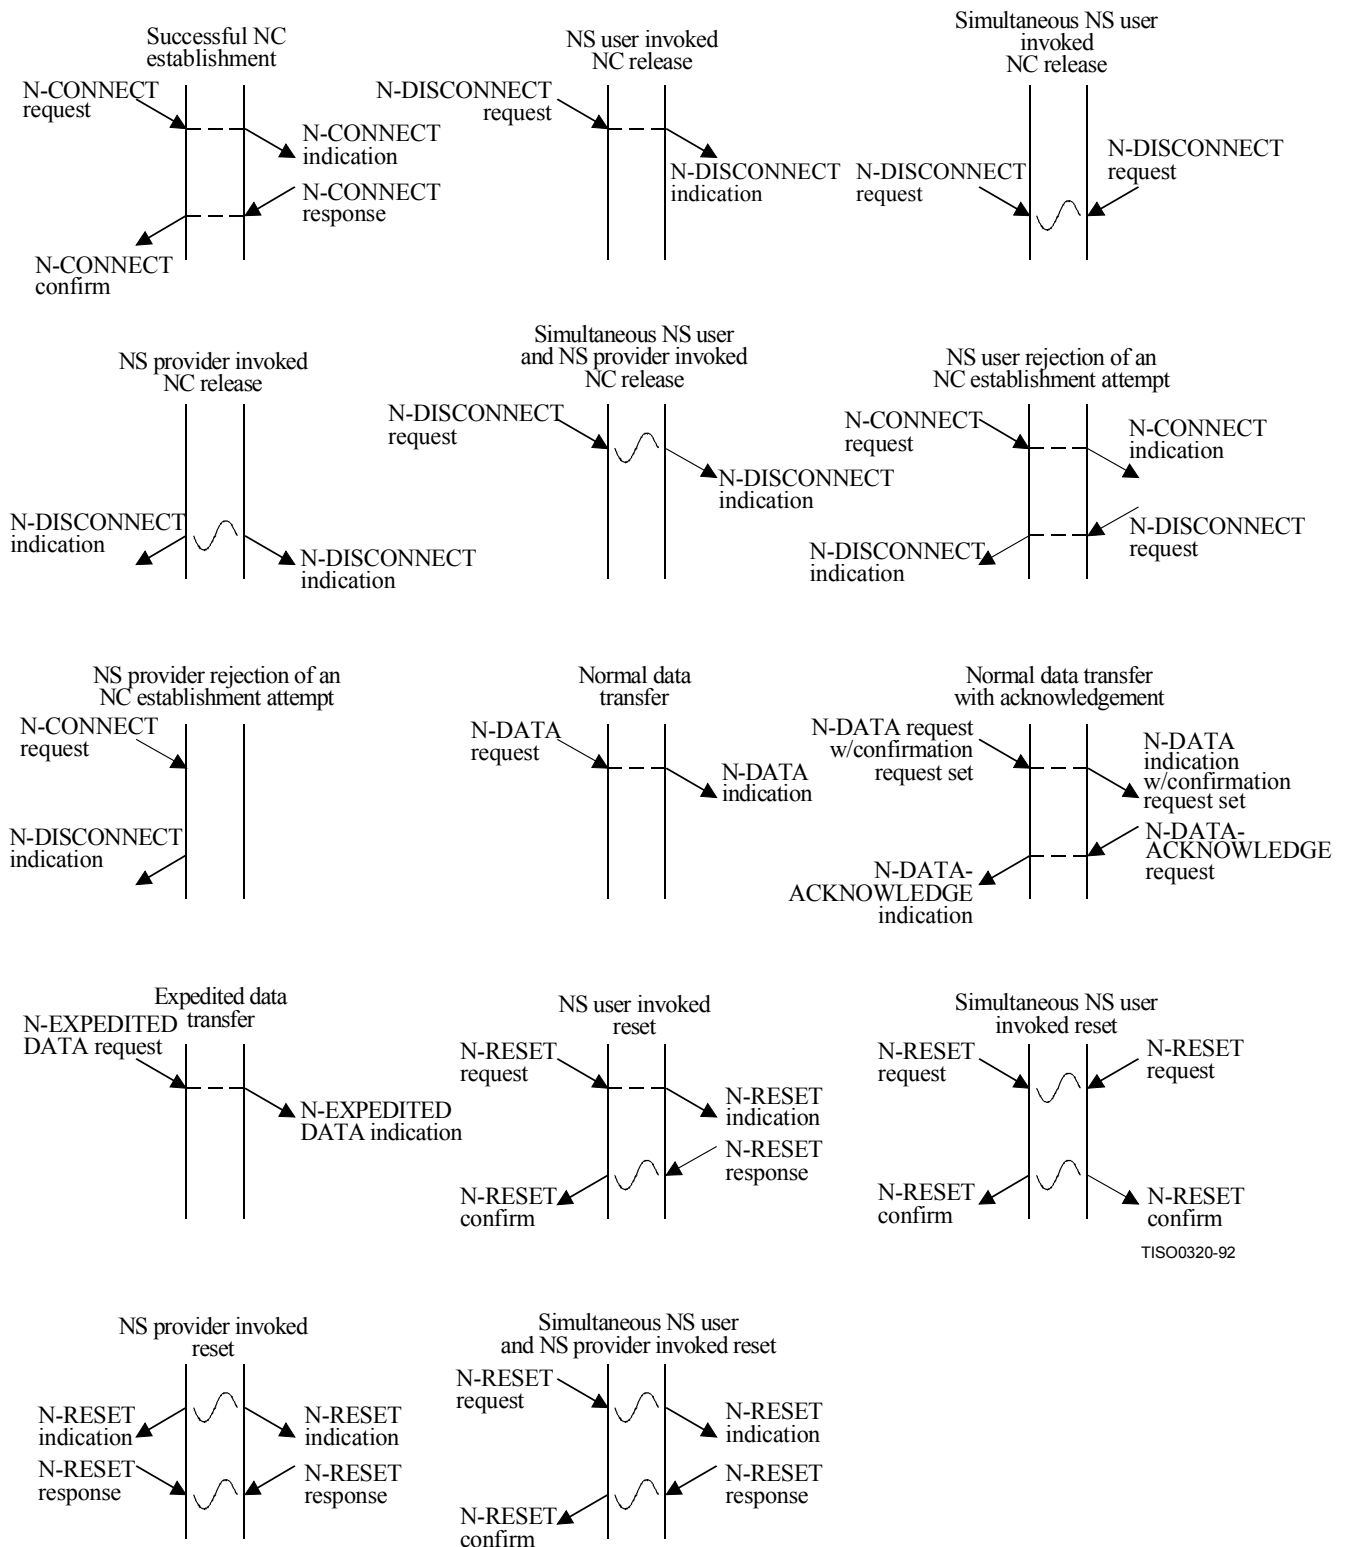 Successful NC
establishment
N-CONNECT
request
N-CONNECT
indication
N-CONNECT
response
N-CONNECT
confirm
NS user invoked
NC release
N-DISCONNECT
request
N-DISCONNECT
indication
Simultaneous NS user
invoked
NC release
N-DISCONNECT
request
N-DISCONNECT
request
NS provider invoked
NC release
N-DISCONNECT
indication
N-DISCONNECT
indication
Simultaneous NS user
and NS provider invoked
NC release
N-DISCONNECT
request
N-DISCONNECT
indication
NS user rejection of an
NC establishment attempt
N-CONNECT
request
N-CONNECT
indication
N-DISCONNECT
request
N-DISCONNECT
indication
NS provider rejection of an
NC establishment attempt
N-CONNECT
request
N-DISCONNECT
indication
Normal data
transfer
N-DATA
request
N-DATA
indication
Normal data transfer
with acknowledgement
N-DATA request
w/confirmation
request set
N-DATA
indication
w/confirmation
request set
N-DATA-
ACKNOWLEDGE
request
N-DATA-
ACKNOWLEDGE
indication
Expedited data
transfer
N-EXPEDITED
DATA request
N-EXPEDITED
DATA indication
NS user invoked
reset
N-RESET
request
N-RESET
indication
N-RESET
response
N-RESET
confirm
Simultaneous NS user
invoked reset
N-RESET
request
N-RESET
request
N-RESET
confirm
N-RESET
confirm
TISO0320-92
NS provider invoked
reset
N-RESET
indication
N-RESET
indication
N-RESET
response
N-RESET
response
Simultaneous NS user
and NS provider invoked reset
N-RESET
request
N-RESET
indication
N-RESET
response
N-RESET
confirm